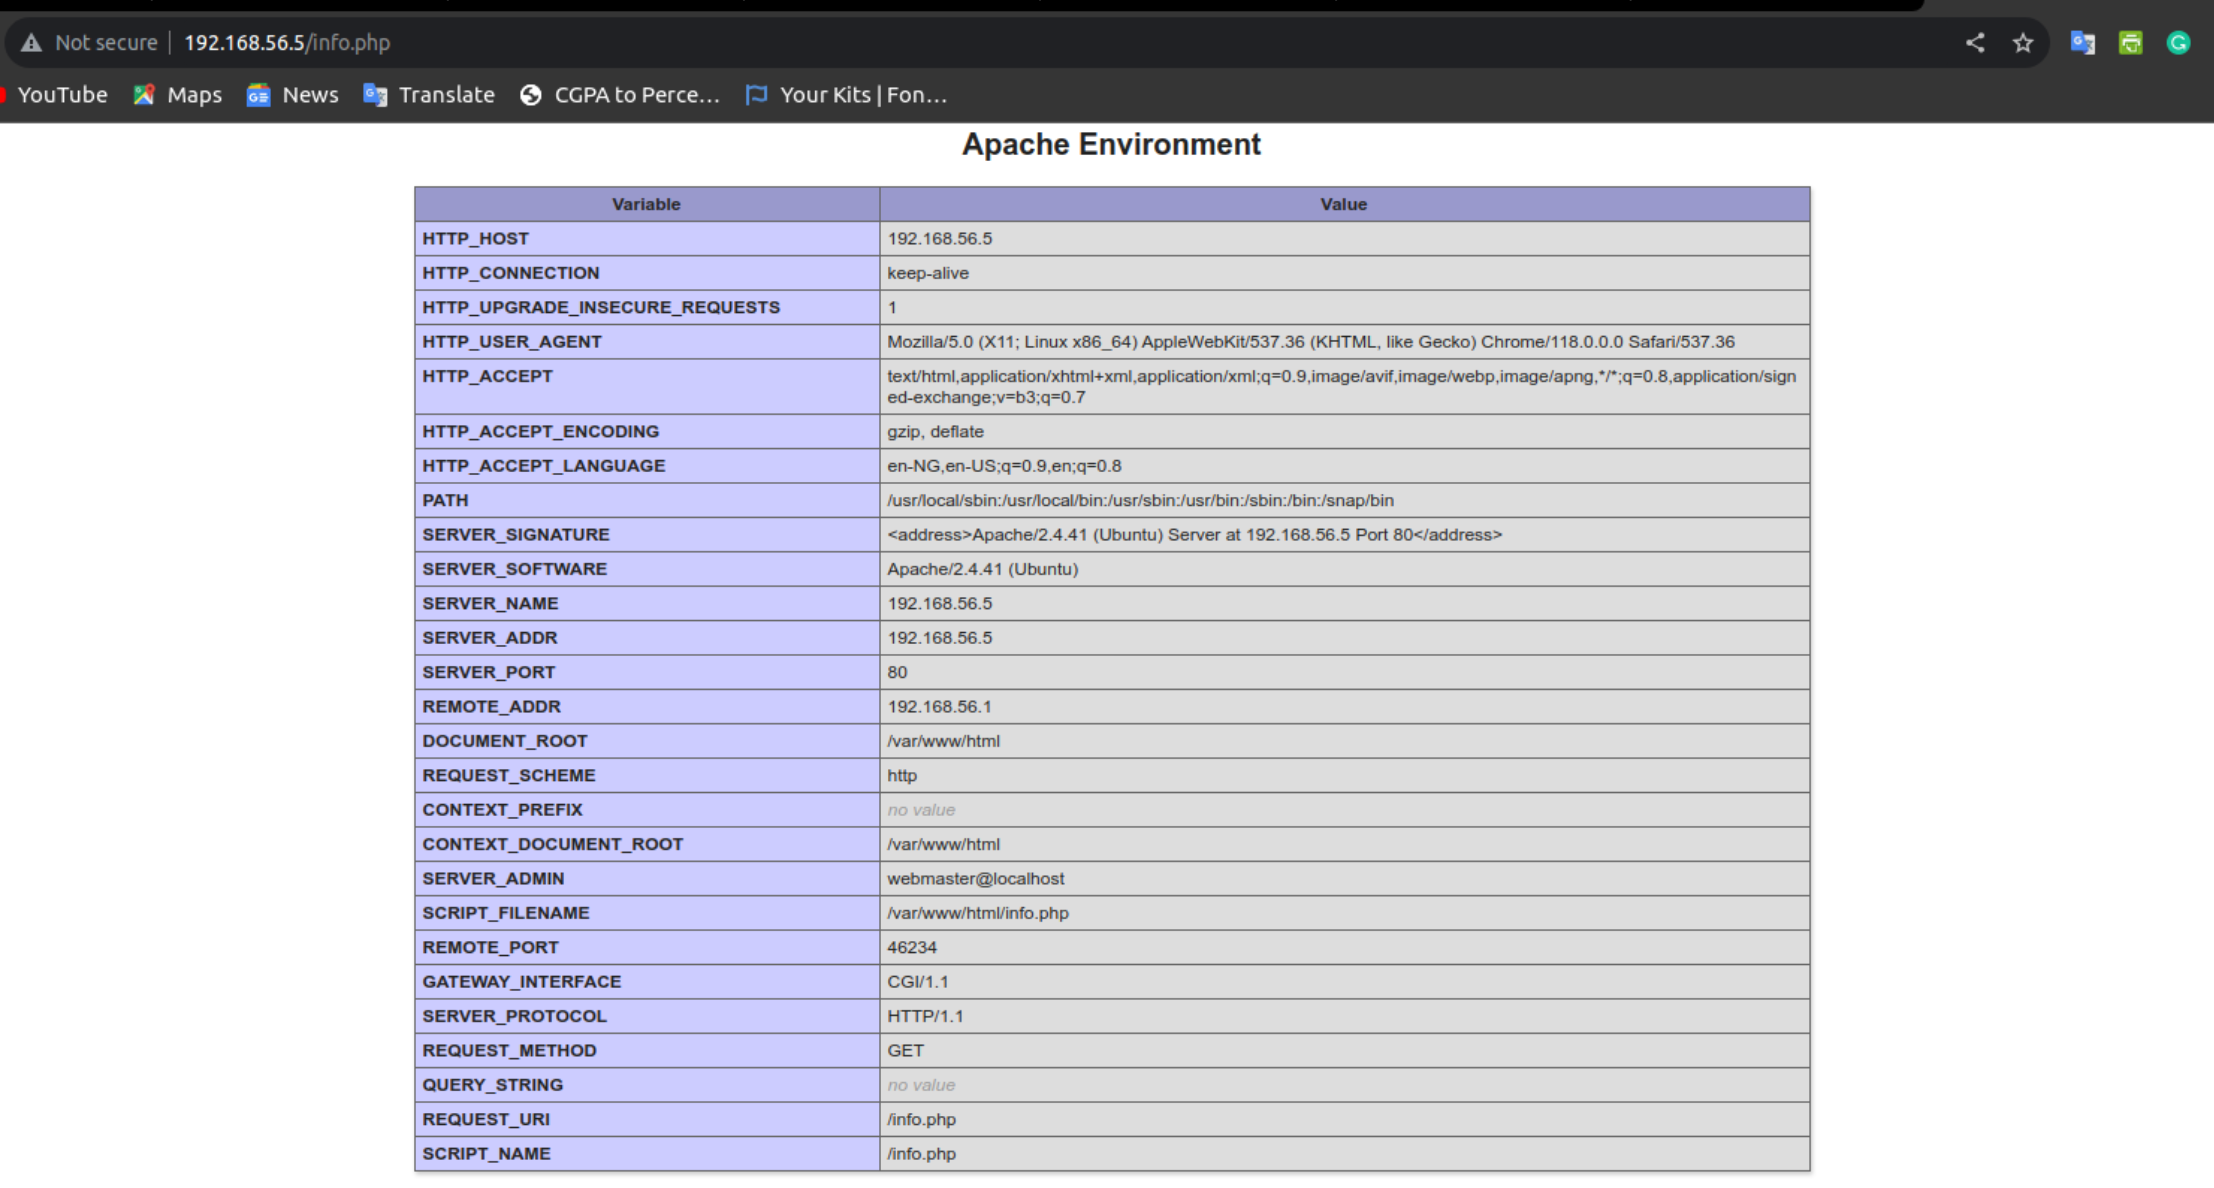 Not secure | 192.168.56.5/info.php
YouTube Maps News Translate CGPA to Perce... Your Kits | Fon...
Apache Environment
Variable Value
HTTP_HOST 192.168.56.5
HTTP_CONNECTION keep-alive
HTTP_UPGRADE_INSECURE_REQUESTS 1
HTTP_USER_AGENT Mozilla/5.0 (X11; Linux x86_64) AppleWebKit/537.36 (KHTML, like Gecko) Chrome/118.0.0.0 Safari/537.36
HTTP_ACCEPT text/html,application/xhtml+xml,application/xml;q=0.9,image/avif,image/webp,image/apng,*/*;q=0.8,application/sign
ed-exchange;v=b3;q=0.7
HTTP_ACCEPT_ENCODING gzip, deflate
HTTP_ACCEPT_LANGUAGE en-NG,en-US;q=0.9,en;q=0.8
PATH /usr/local/sbin:/usr/local/bin:/usr/sbin:/usr/bin:/sbin:/bin:/snap/bin
SERVER_SIGNATURE <address>Apache/2.4.41 (Ubuntu) Server at 192.168.56.5 Port 80</address>
SERVER_SOFTWARE Apache/2.4.41 (Ubuntu)
SERVER_NAME 192.168.56.5
SERVER_ADDR 192.168.56.5
SERVER_PORT 80
REMOTE_ADDR 192.168.56.1
DOCUMENT_ROOT /var/www/html
REQUEST_SCHEME http
CONTEXT_PREFIX no value
CONTEXT_DOCUMENT_ROOT /var/www/html
SERVER_ADMIN webmaster@localhost
SCRIPT_FILENAME /var/www/html/info.php
REMOTE_PORT 46234
GATEWAY_INTERFACE CGI/1.1
SERVER_PROTOCOL HTTP/1.1
REQUEST_METHOD GET
QUERY_STRING no value
REQUEST_URI /info.php
SCRIPT_NAME /info.php